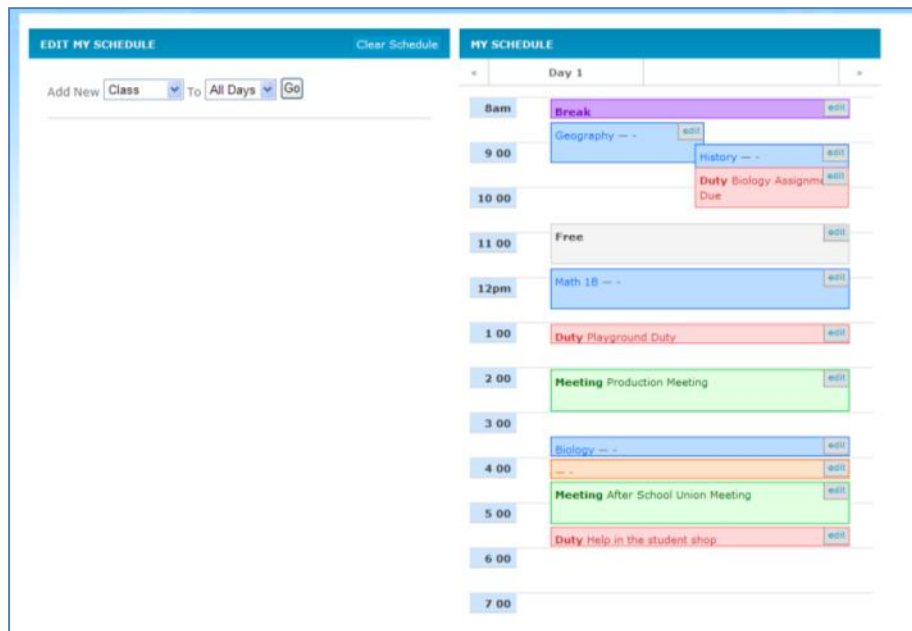 EDIT MY SCHEDULE
Clear Schedule
Add New Class To All Days Go
MY SCHEDULE
« Day 1 »
8am
Break edit
Geography — - edit
9 00
History — - edit
Duty Biology Assignme edit
Due
10 00
Free edit
11 00
Math 1B — - edit
12pm
1 00
Duty Playground Duty edit
2 00
Meeting Production Meeting edit
3 00
Biology — - edit
4 00
— - edit
Meeting After School Union Meeting edit
5 00
Duty Help in the student shop edit
6 00
7 00